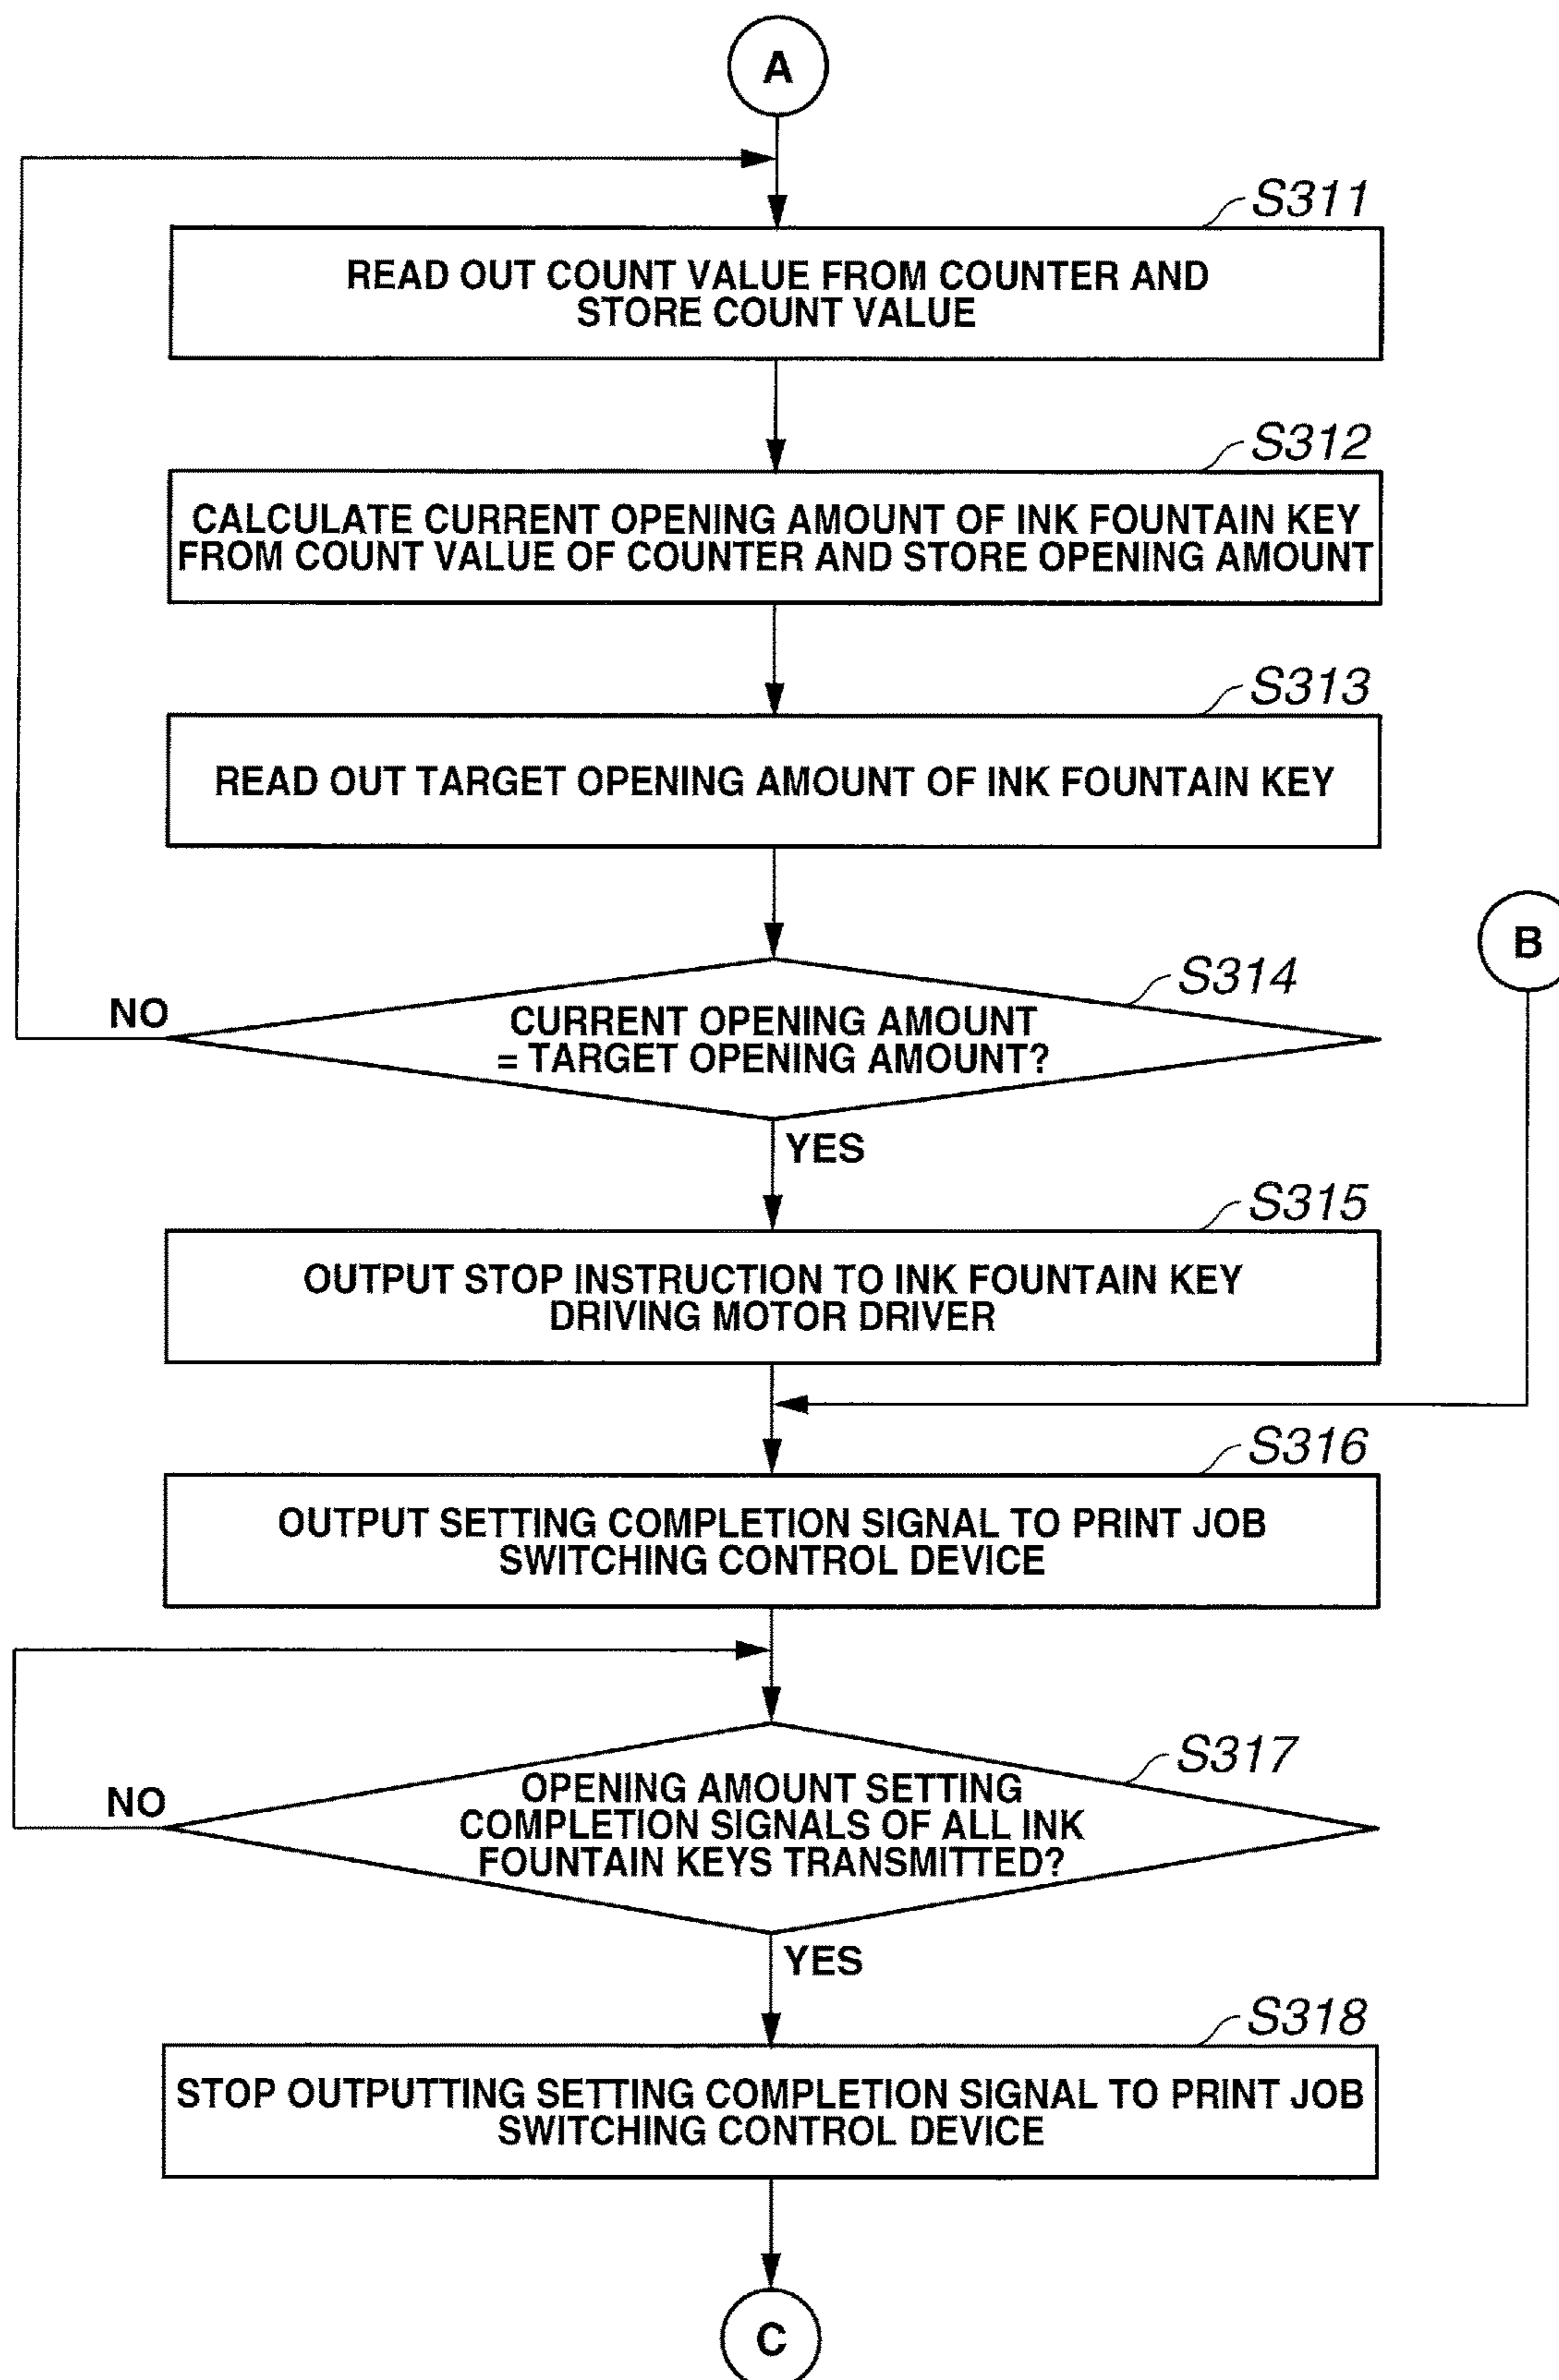 A
S311
READ OUT COUNT VALUE FROM COUNTER AND
STORE COUNT VALUE
S312
CALCULATE CURRENT OPENING AMOUNT OF INK FOUNTAIN KEY
FROM COUNT VALUE OF COUNTER AND STORE OPENING AMOUNT
S313
READ OUT TARGET OPENING AMOUNT OF INK FOUNTAIN KEY
B
S314
NO
CURRENT OPENING AMOUNT
= TARGET OPENING AMOUNT?
YES
S315
OUTPUT STOP INSTRUCTION TO INK FOUNTAIN KEY
DRIVING MOTOR DRIVER
S316
OUTPUT SETTING COMPLETION SIGNAL TO PRINT JOB
SWITCHING CONTROL DEVICE
S317
NO
OPENING AMOUNT SETTING
COMPLETION SIGNALS OF ALL INK
FOUNTAIN KEYS TRANSMITTED?
YES
S318
STOP OUTPUTTING SETTING COMPLETION SIGNAL TO PRINT JOB
SWITCHING CONTROL DEVICE
C